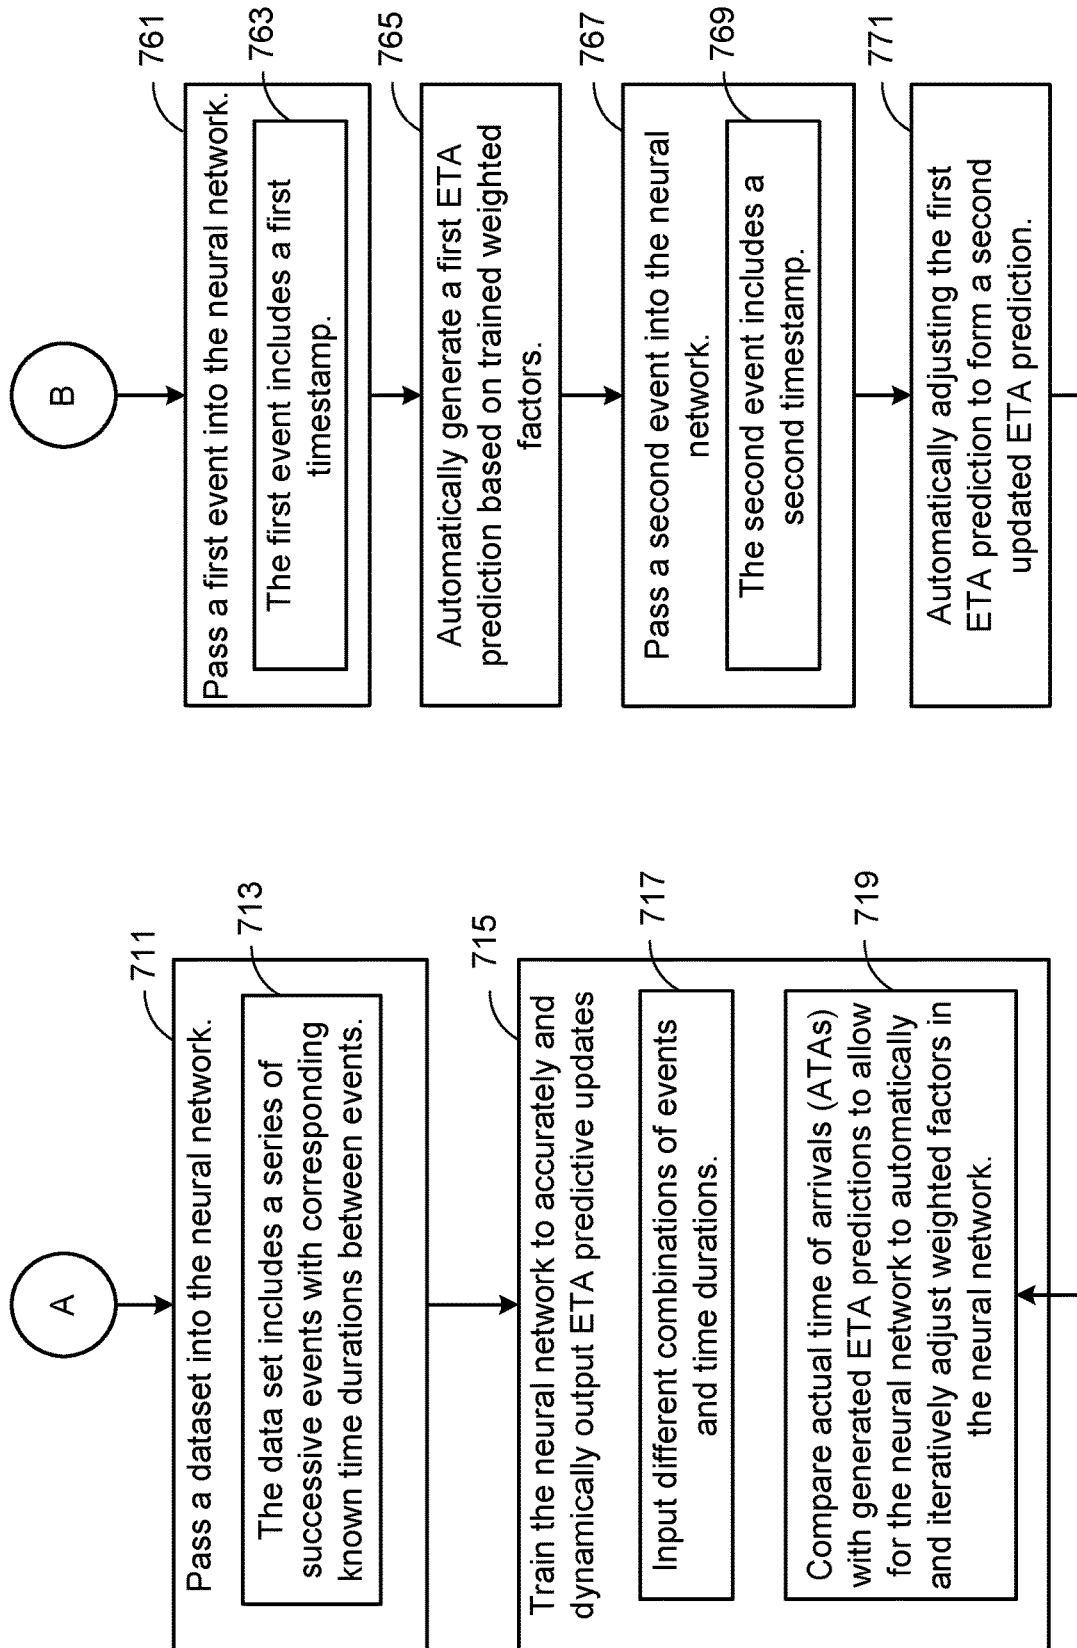 A
711
Pass a dataset into the neural network.
713
The data set includes a series of
successive events with corresponding
known time durations between events.
715
Train the neural network to accurately and
dynamically output ETA predictive updates
717
Input different combinations of events
and time durations.
719
Compare actual time of arrivals (ATAs)
with generated ETA predictions to allow
for the neural network to automatically
and iteratively adjust weighted factors in
the neural network.
B
761
Pass a first event into the neural network.
763
The first event includes a first
timestamp.
765
Automatically generate a first ETA
prediction based on trained weighted
factors.
767
Pass a second event into the neural
network.
769
The second event includes a
second timestamp.
771
Automatically adjusting the first
ETA prediction to form a second
updated ETA prediction.